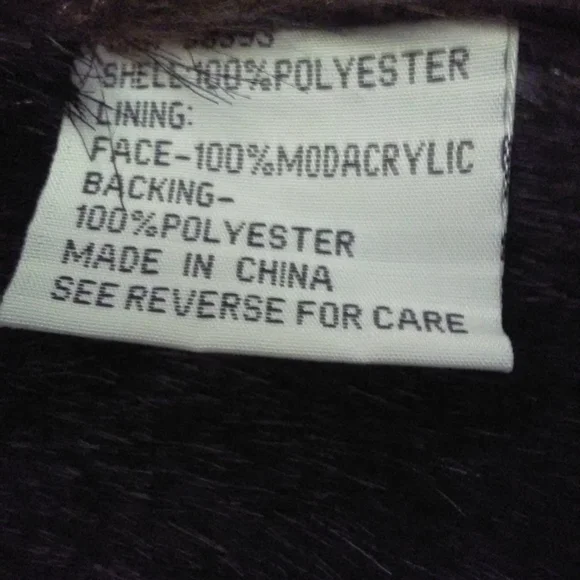 SHELL:100%POLYESTER
LINING:
FACE-100%MODACRYLIC
BACKING-
100%POLYESTER
MADE IN CHINA
SEE REVERSE FOR CARE